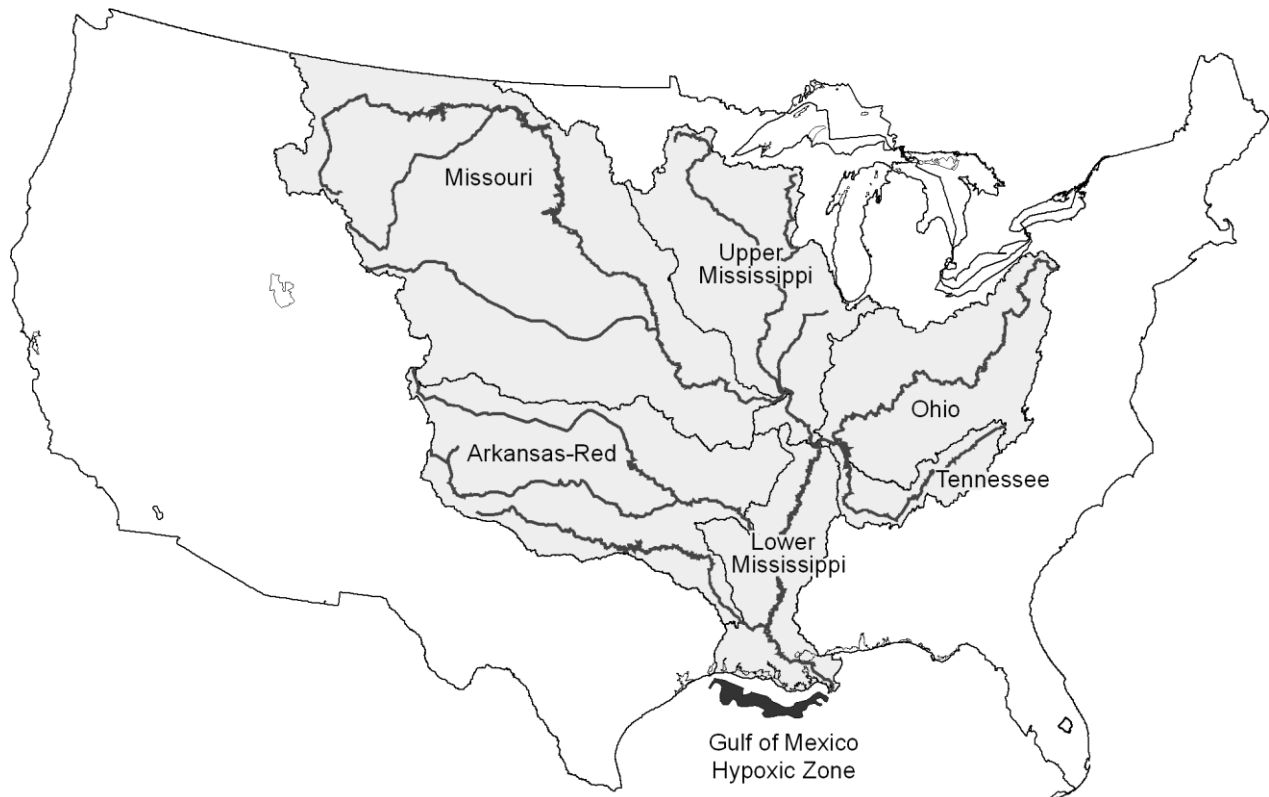 Missouri
Upper
Mississippi
Ohio
Arkansas-Red
Tennessee
Lower
Mississippi
Gulf of Mexico
Hypoxic Zone